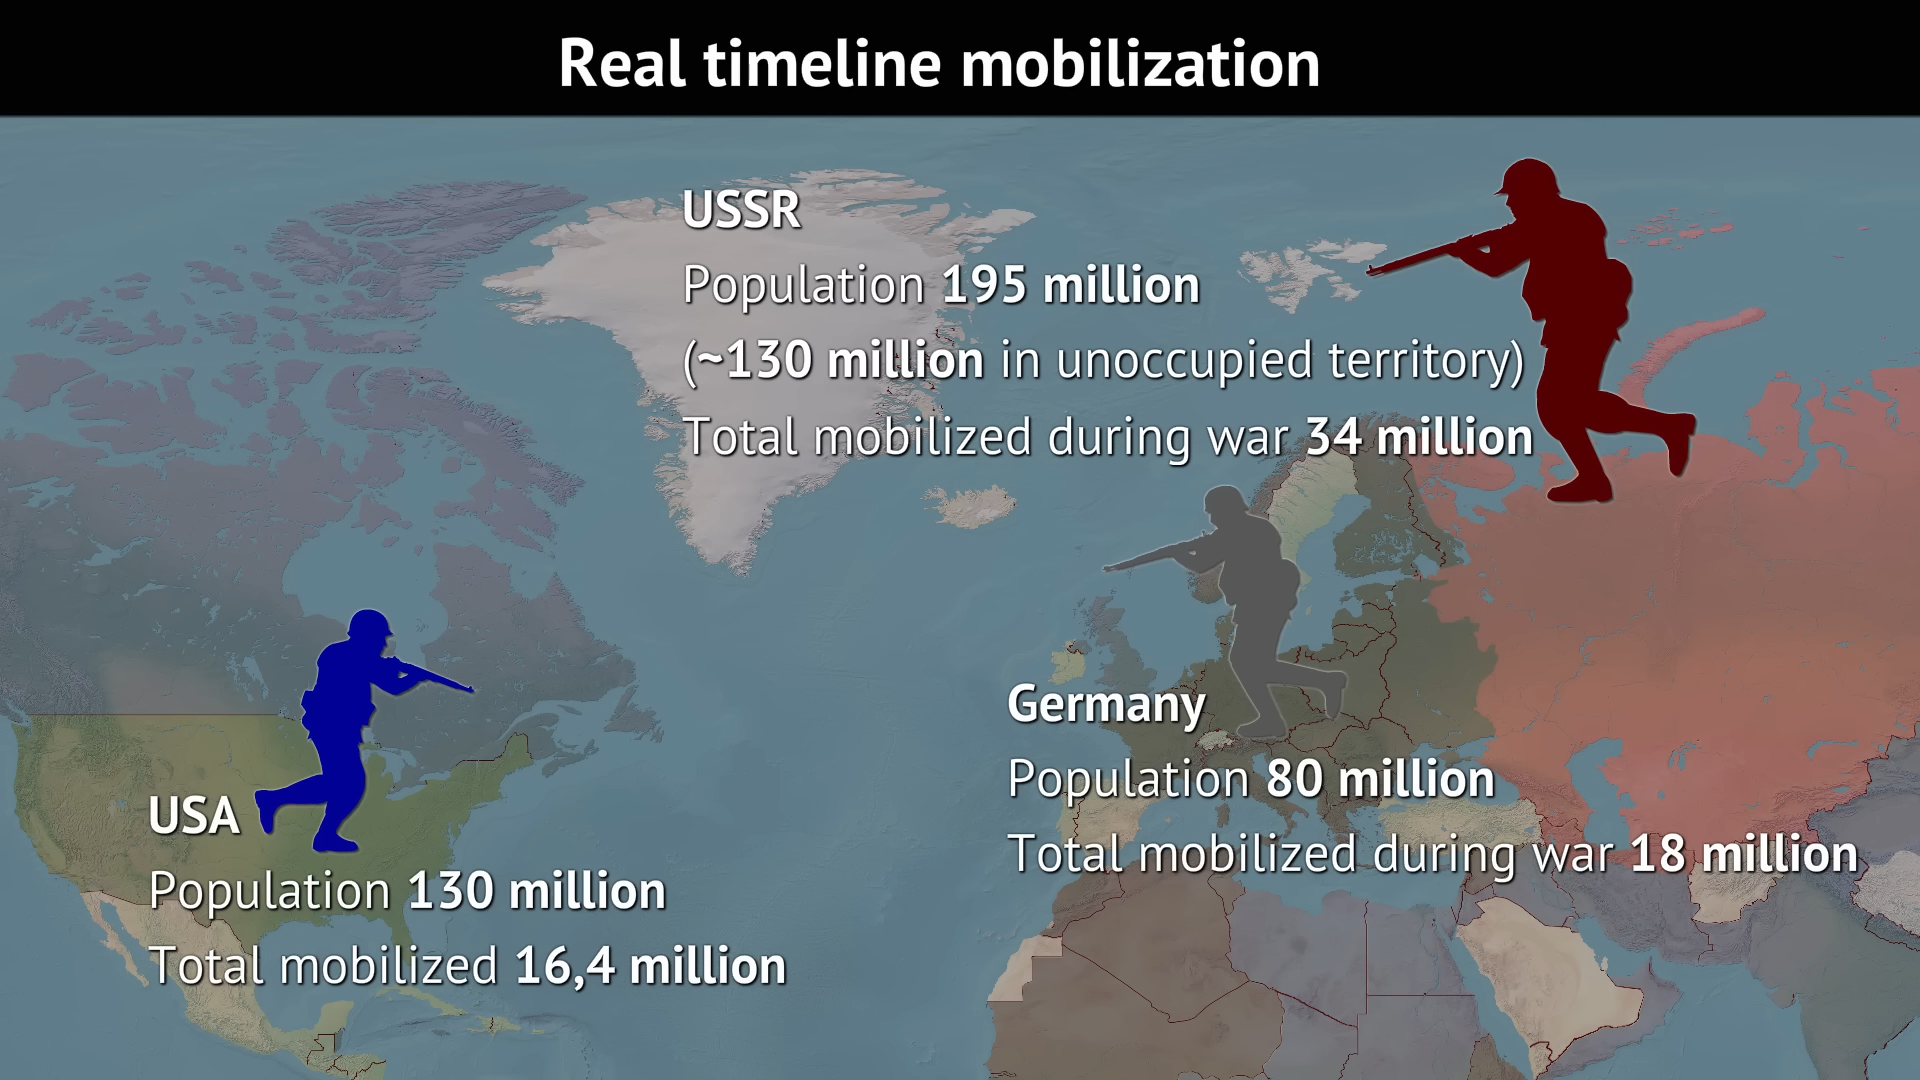 Real timeline mobilization
USSR
Population 195 million
(~130 million in unoccupied territory)
Total mobilized during war 34 million
Germany
Population 80 million
Total mobilized during war 18 million
USA
Population 130 million
Total mobilized 16,4 million